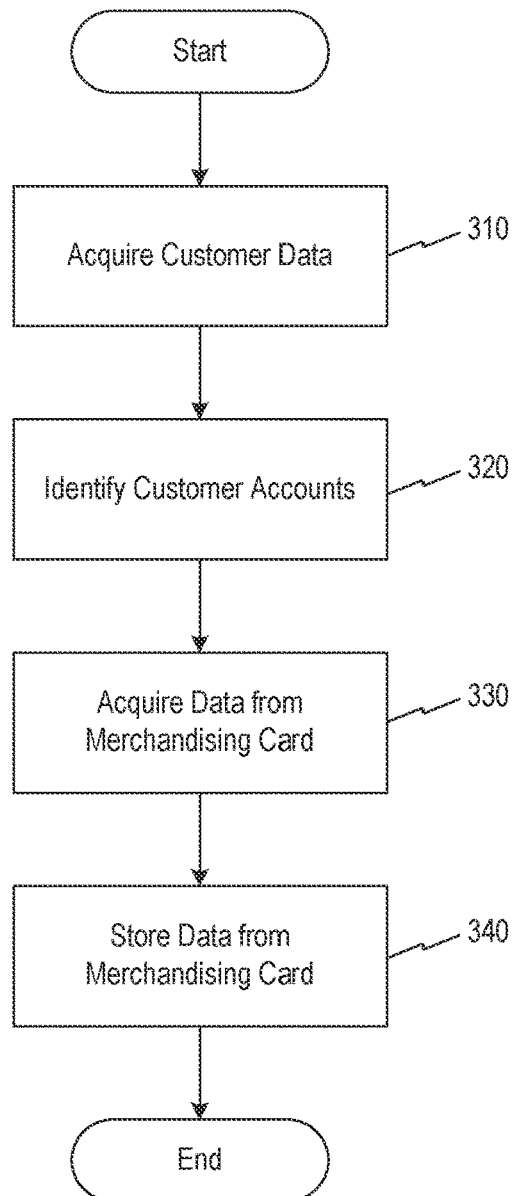 Start
Acquire Customer Data
310
Identify Customer Accounts
320
Acquire Data from
Merchandising Card
330
Store Data from
Merchandising Card
340
End